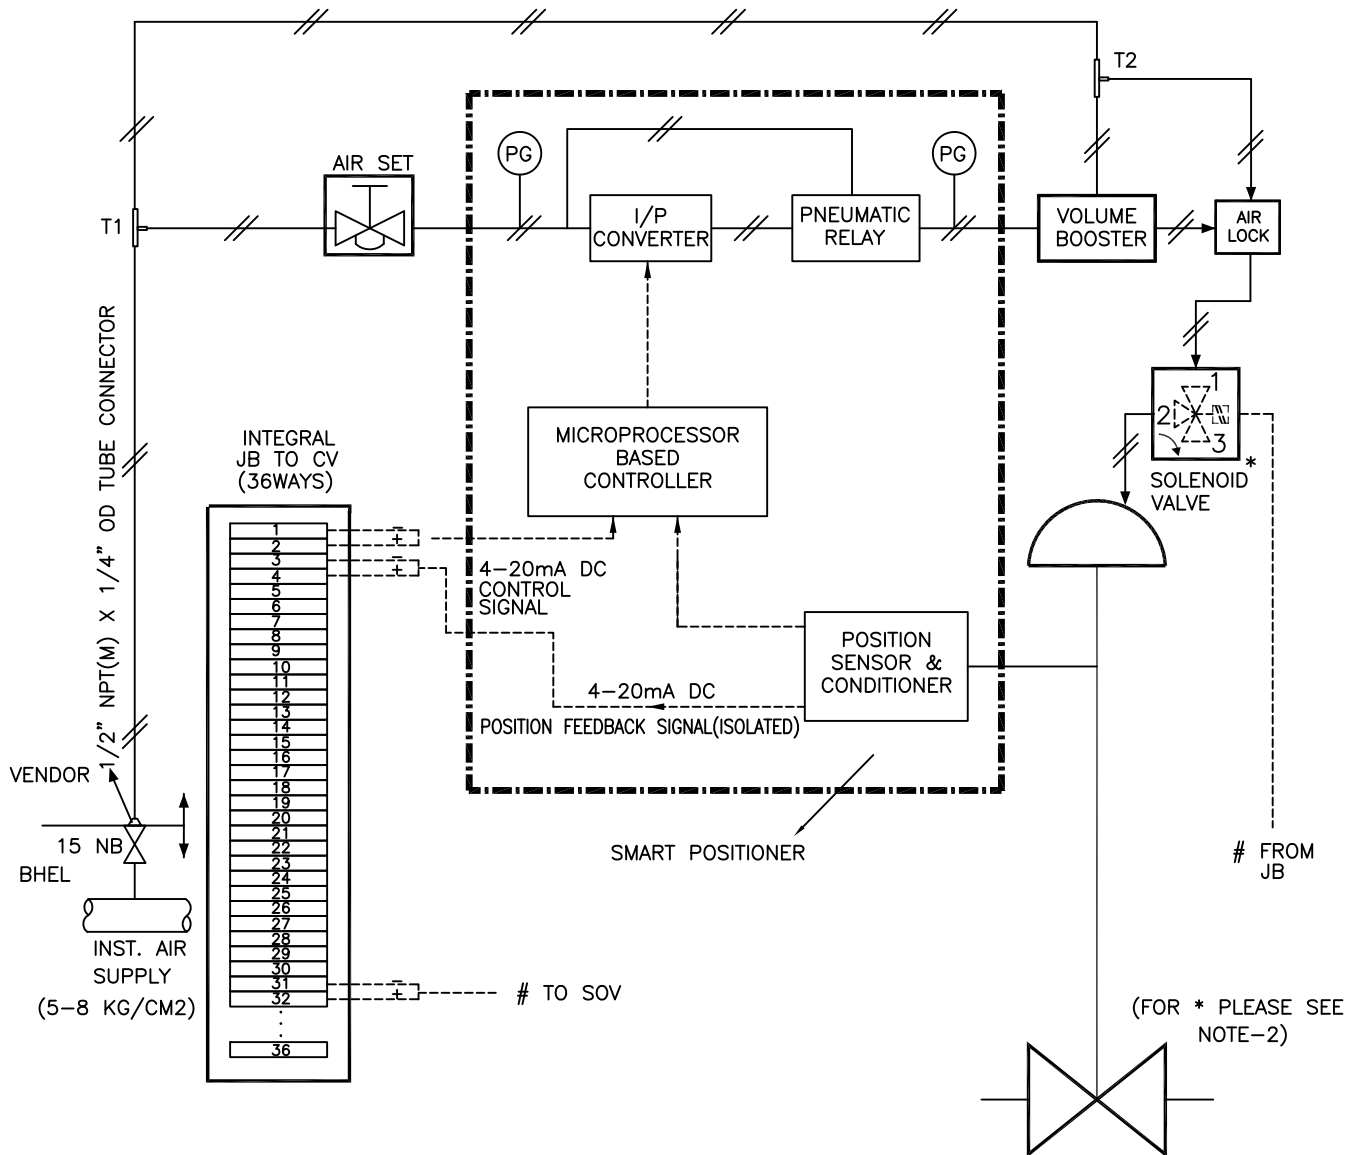 T2
AIR SET
PG
PG
T1
I/P
CONVERTER
PNEUMATIC
RELAY
VOLUME
BOOSTER
AIR
LOCK
1/2" NPT(M) X 1/4" OD TUBE CONNECTOR
1
2
3
SOLENOID *
VALVE
MICROPROCESSOR
BASED
CONTROLLER
INTEGRAL
JB TO CV
(36WAYS)
1
2
3
4
5
6
7
8
9
10
11
12
13
14
15
16
17
18
19
20
21
22
23
24
25
26
27
28
29
30
31
32
36
−
+
−
+
4−20mA DC
CONTROL
SIGNAL
POSITION
SENSOR &
CONDITIONER
4−20mA DC
POSITION FEEDBACK SIGNAL(ISOLATED)
SMART POSITIONER
VENDOR
15 NB
BHEL
INST. AIR
SUPPLY
(5−8 KG/CM2)
−
+
# TO SOV
# FROM
JB
(FOR * PLEASE SEE
NOTE−2)